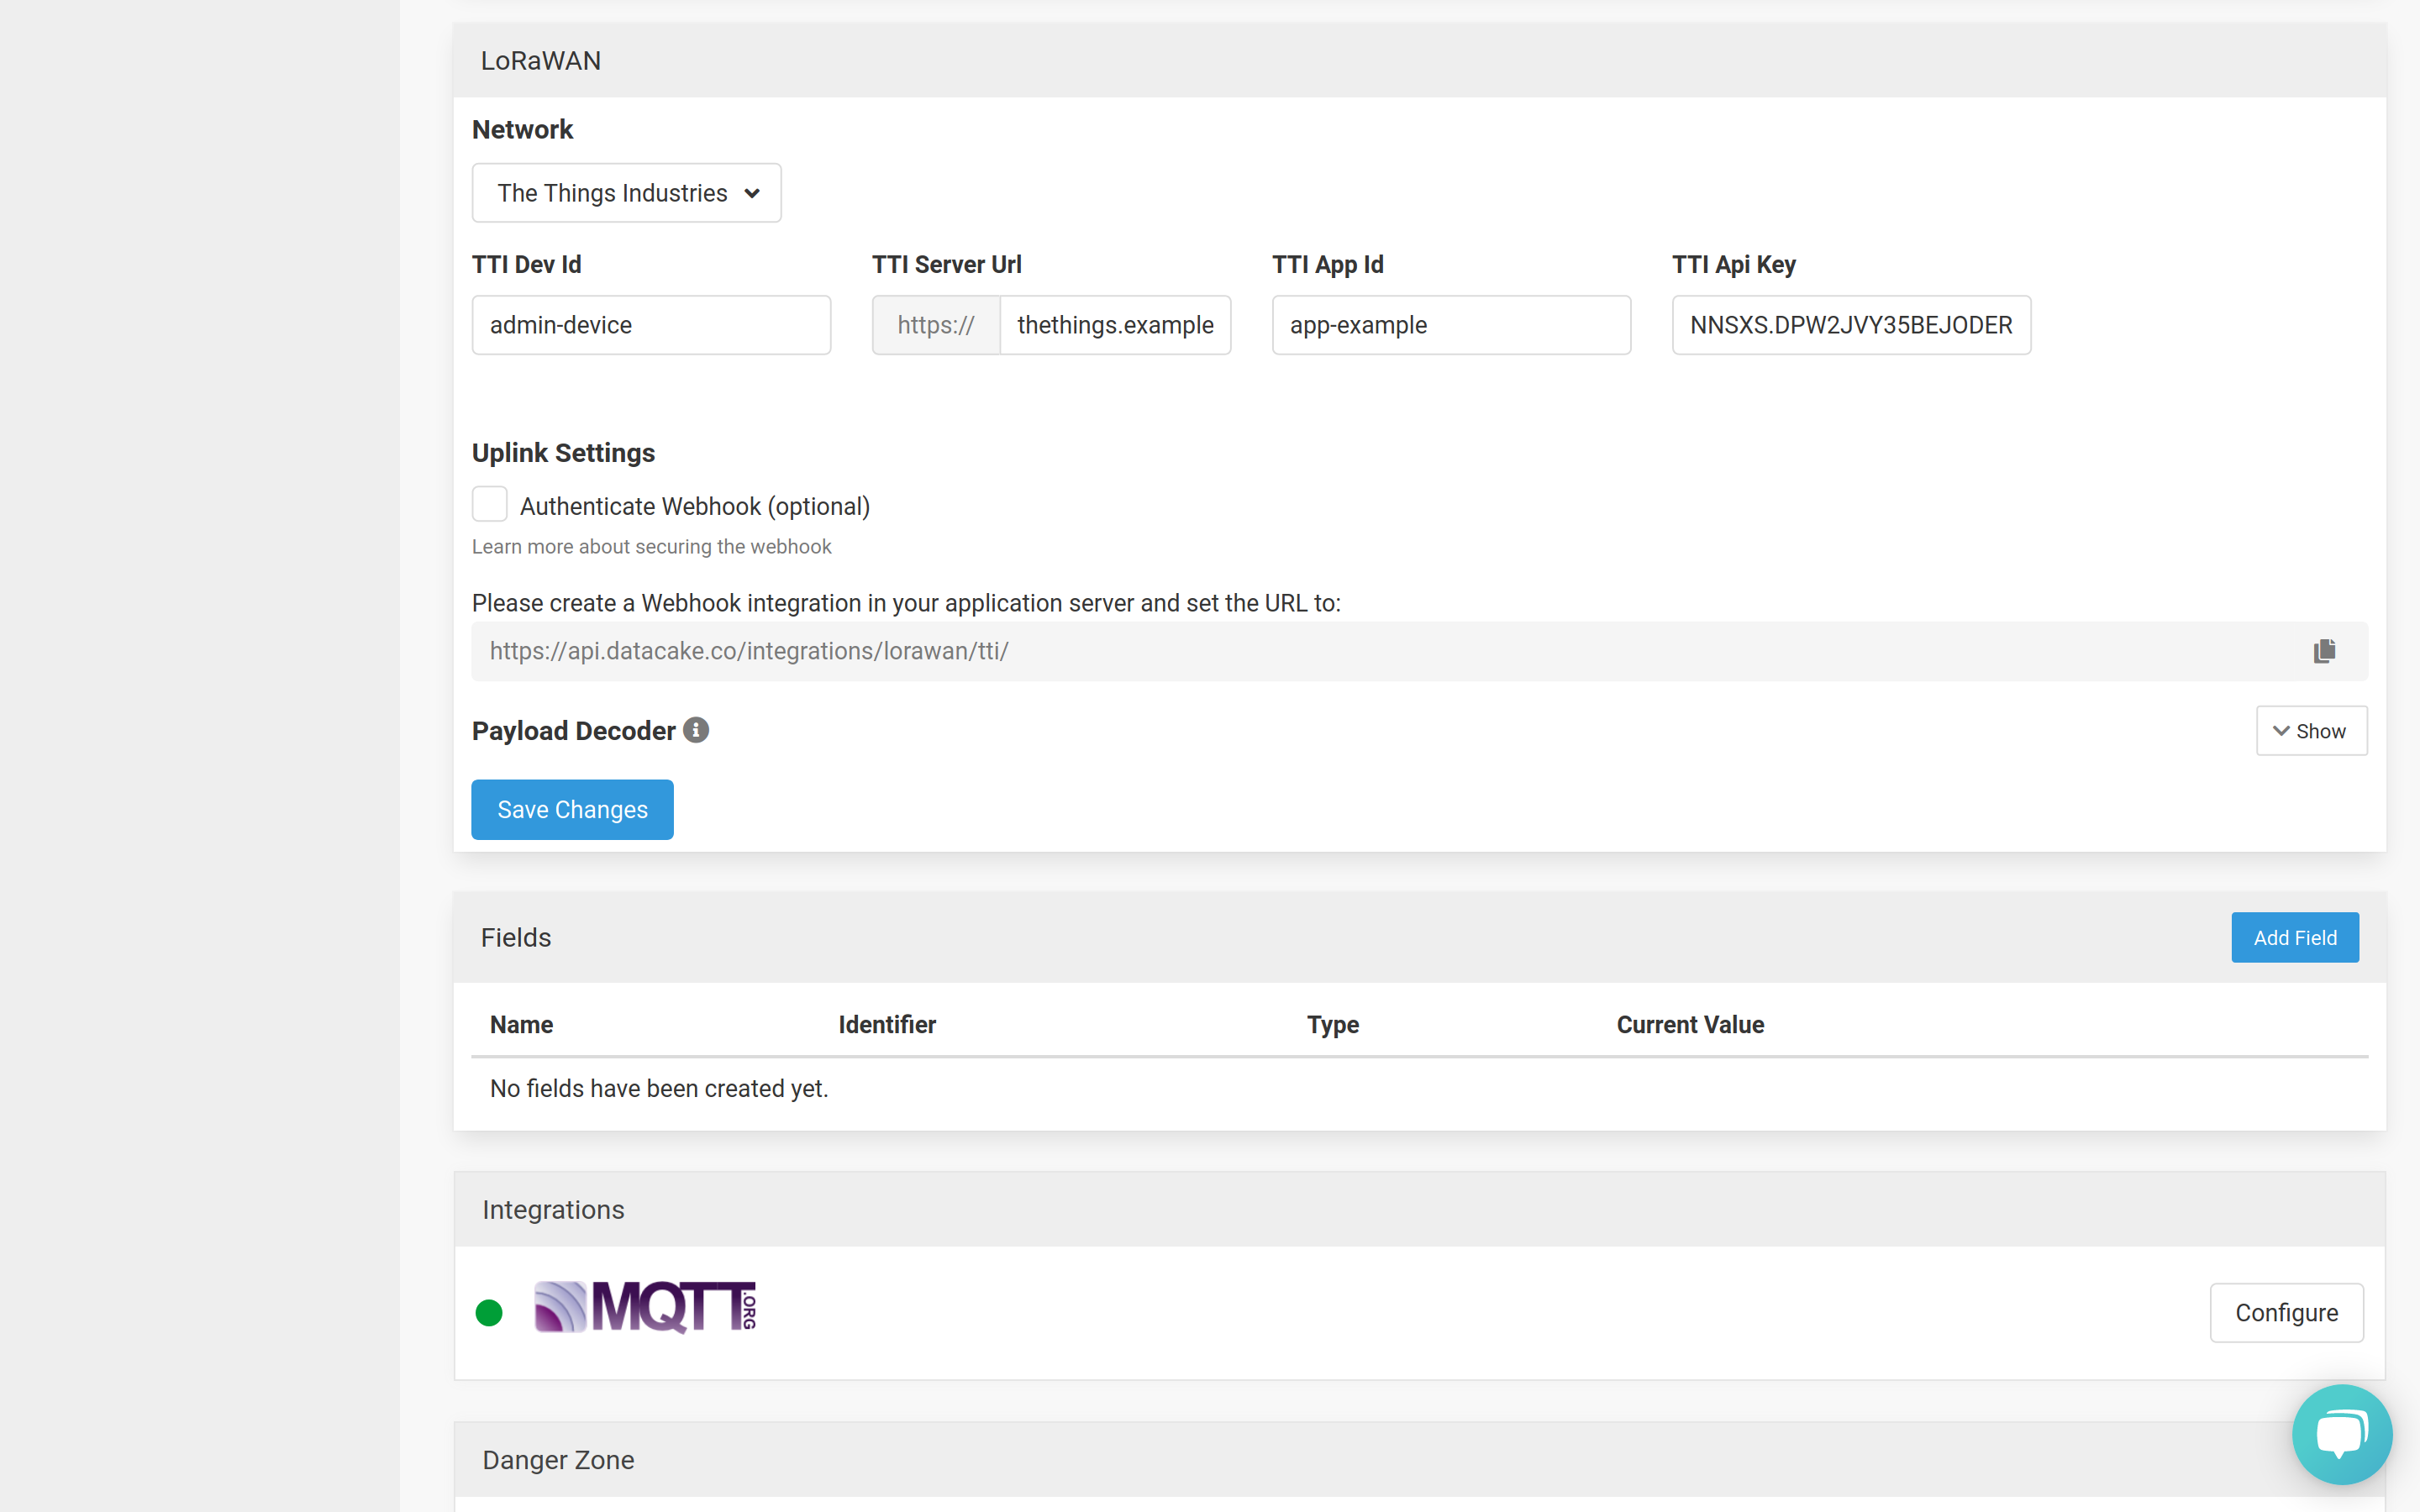 LoRaWAN
Network
The Things Industries
TTI Dev Id TTI Server Url TTI App Id TTI Api Key
admin-device https:// thethings.example app-example NNSXS.DPW2JVY35BEJODER
Uplink Settings
Authenticate Webhook (optional)
Learn more about securing the webhook
Please create a Webhook integration in your application server and set the URL to:
https://api.datacake.co/integrations/lorawan/tti/
Payload Decoder Show
Save Changes
Fields Add Field
Name Identifier Type Current Value
No fields have been created yet.
Integrations
MQTT.ORG Configure
Danger Zone